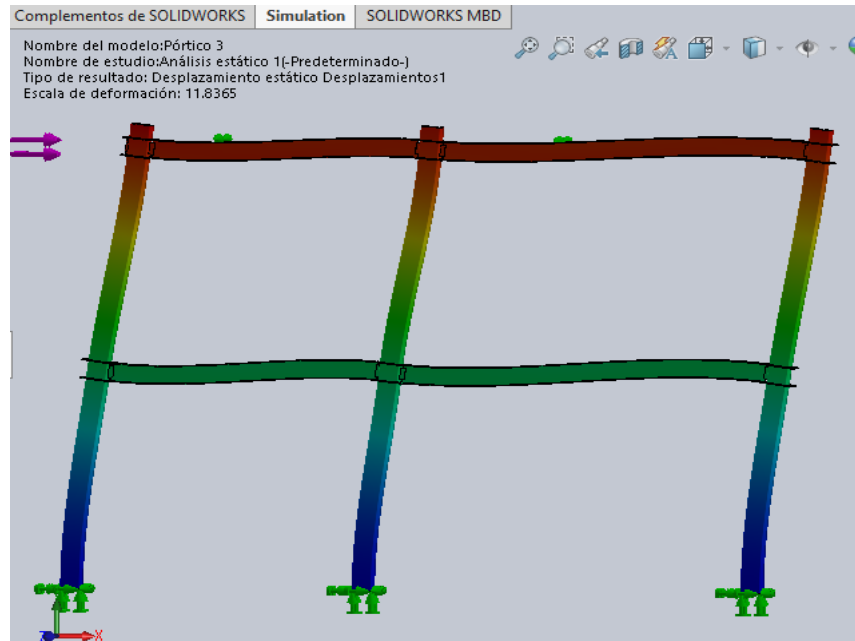 Complementos de SOLIDWORKS Simulation SOLIDWORKS MBD
Nombre del modelo:Pórtico 3
Nombre de estudio:Análisis estático 1(-Predeterminado-)
Tipo de resultado: Desplazamiento estático Desplazamientos1
Escala de deformación: 11.8365
X